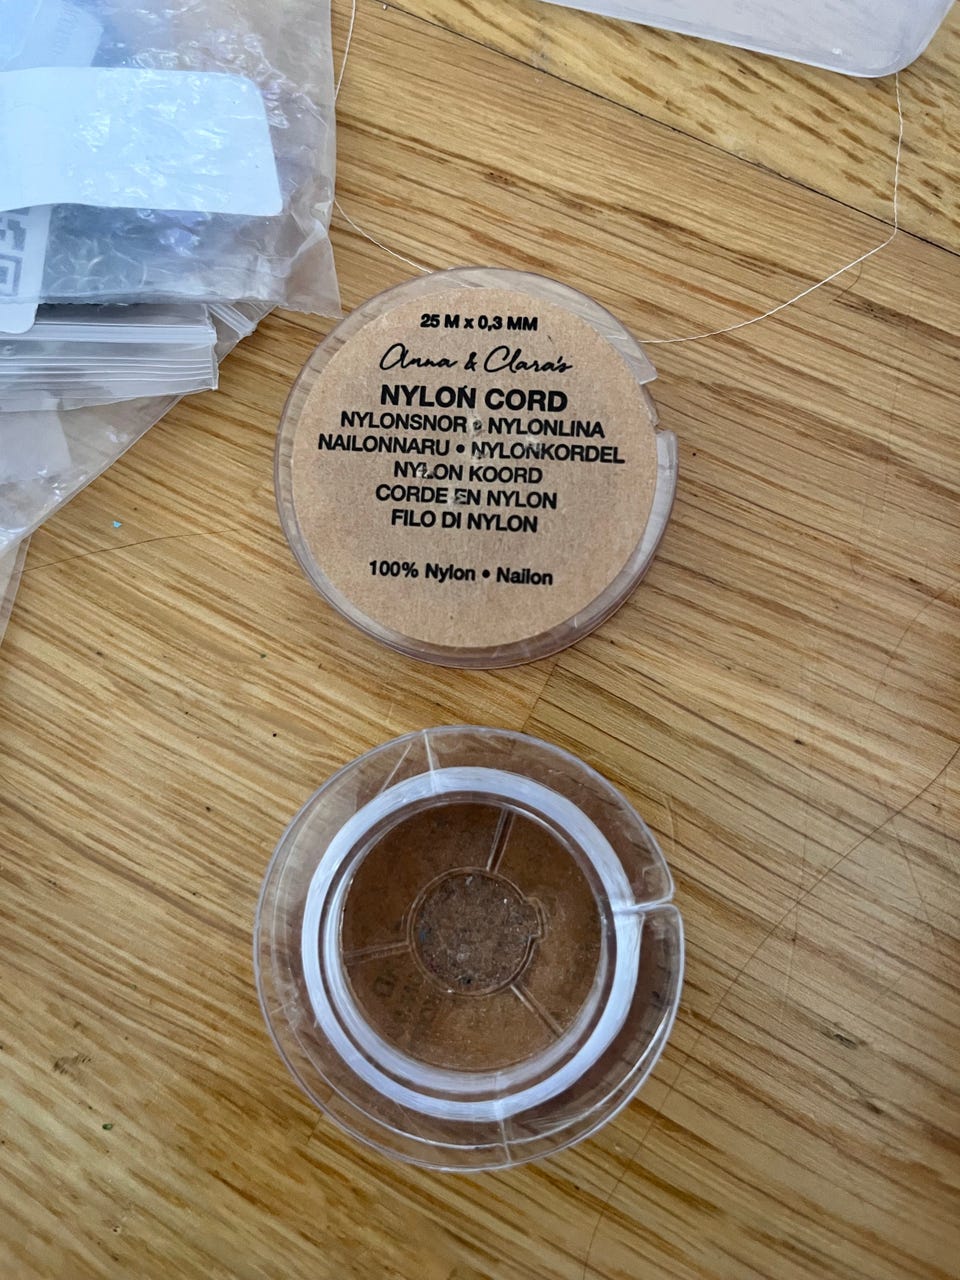 25 M x 0,3 MM
Anna & Clara's
NYLON CORD
NYLONSNOR • NYLONLINA
NAILONNARU • NYLONKORDEL
NYLON KOORD
CORDE EN NYLON
FILO DI NYLON
100% Nylon • Nailon